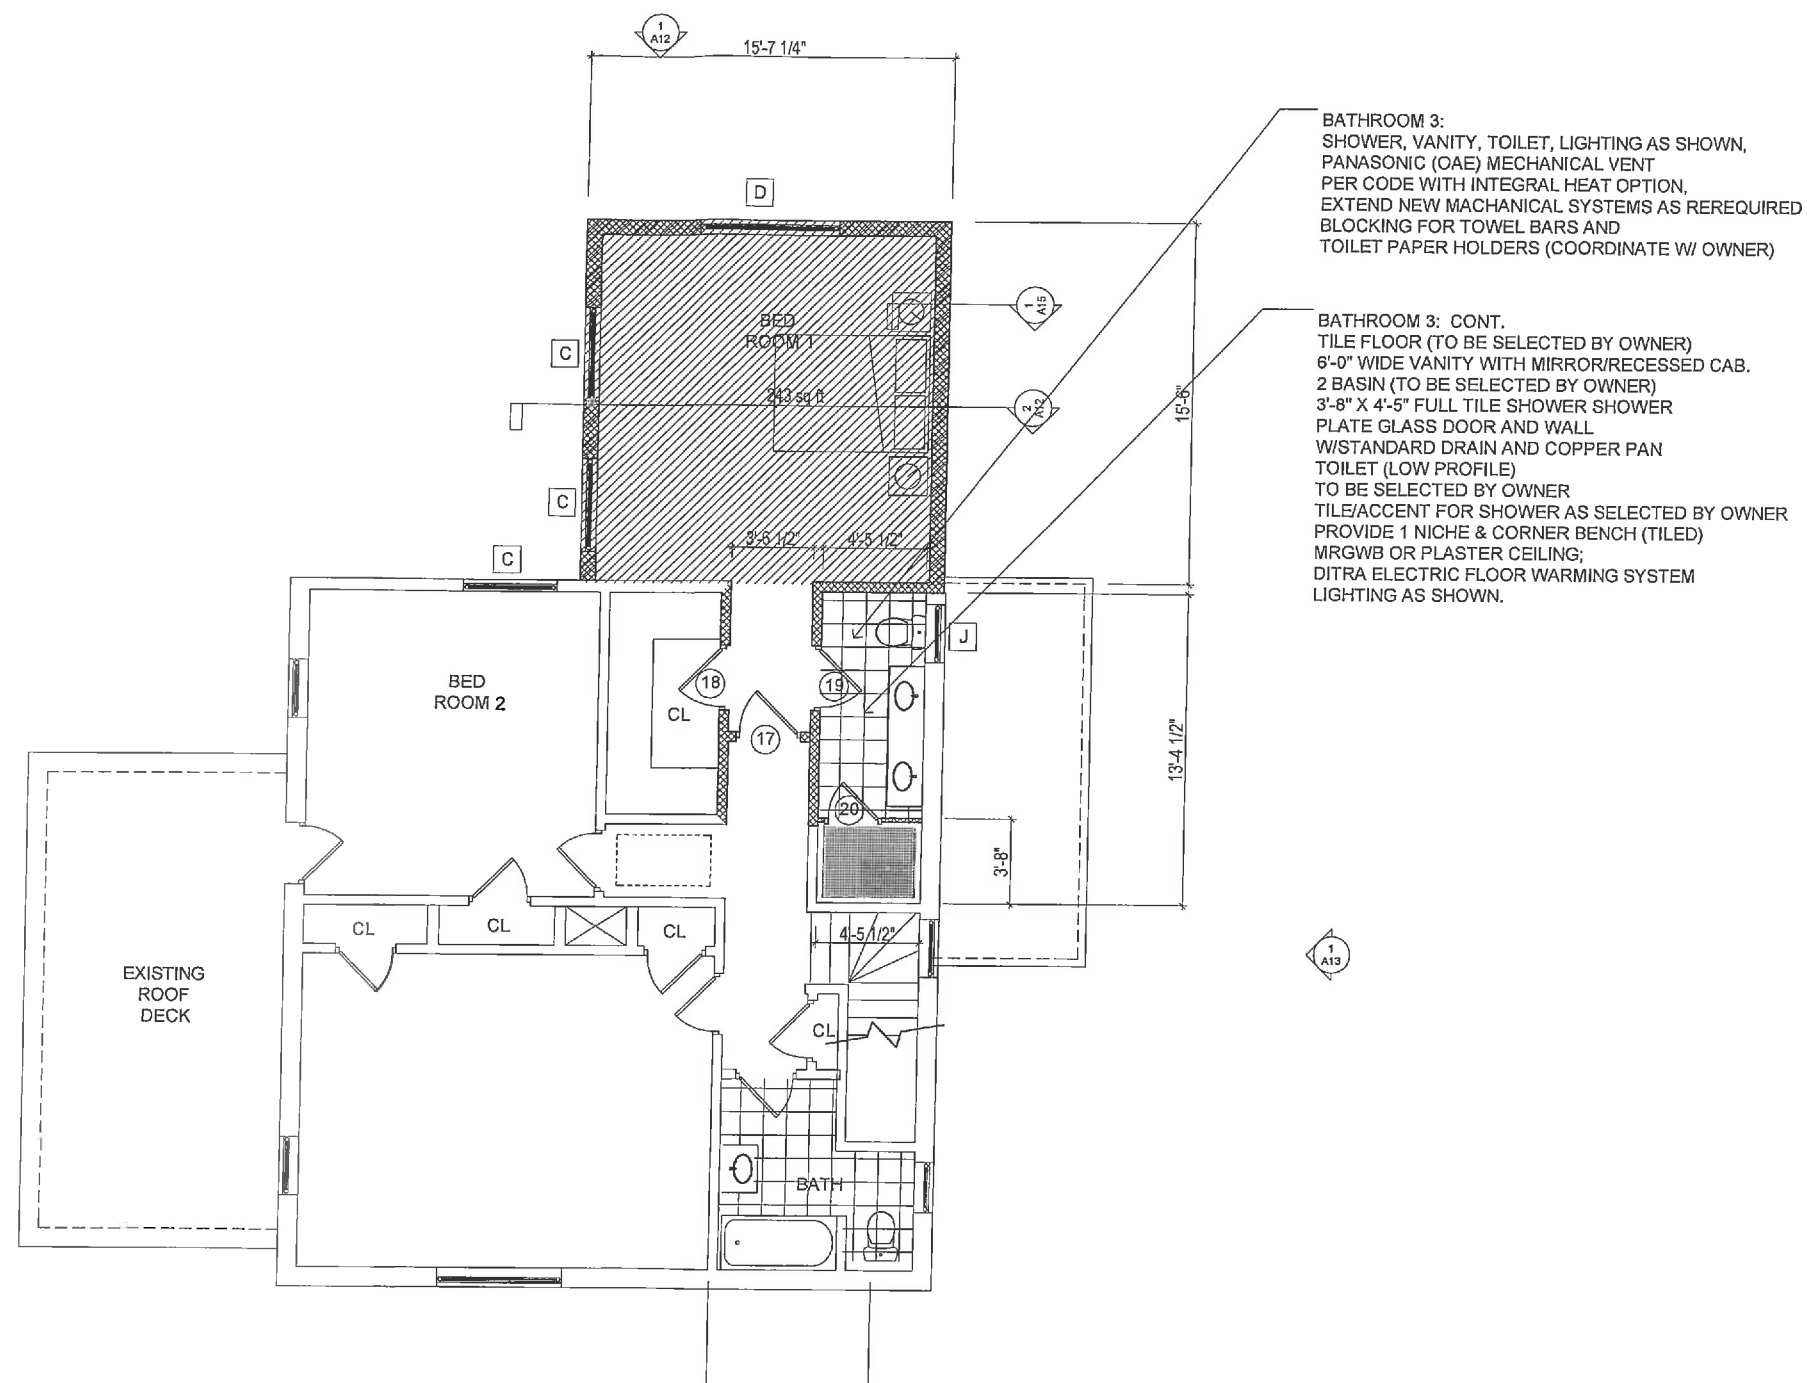 1
A12
15'-7 1/4"
D
BATHROOM 3:
SHOWER, VANITY, TOILET, LIGHTING AS SHOWN,
PANASONIC (OAE) MECHANICAL VENT
PER CODE WITH INTEGRAL HEAT OPTION,
EXTEND NEW MACHANICAL SYSTEMS AS REREQUIRED
BLOCKING FOR TOWEL BARS AND
TOILET PAPER HOLDERS (COORDINATE W/ OWNER)
BATHROOM 3: CONT.
TILE FLOOR (TO BE SELECTED BY OWNER)
6'-0" WIDE VANITY WITH MIRROR/RECESSED CAB.
2 BASIN (TO BE SELECTED BY OWNER)
3'-8" X 4'-5" FULL TILE SHOWER SHOWER
PLATE GLASS DOOR AND WALL
W/STANDARD DRAIN AND COPPER PAN
TOILET (LOW PROFILE)
TO BE SELECTED BY OWNER
TILE/ACCENT FOR SHOWER AS SELECTED BY OWNER
PROVIDE 1 NICHE & CORNER BENCH (TILED)
MRGWB OR PLASTER CEILING;
DITRA ELECTRIC FLOOR WARMING SYSTEM
LIGHTING AS SHOWN.
1
A15
BED
ROOM 1
C
243 sq ft
2
A12
15'-6"
C
3'-6 1/2"
4'-5 1/2"
C
J
BED
ROOM 2
18
19
CL
17
13'-4 1/2"
20
3'-8"
CL
CL
CL
4'-5 1/2"
1
A13
EXISTING
ROOF
DECK
CL
BATH